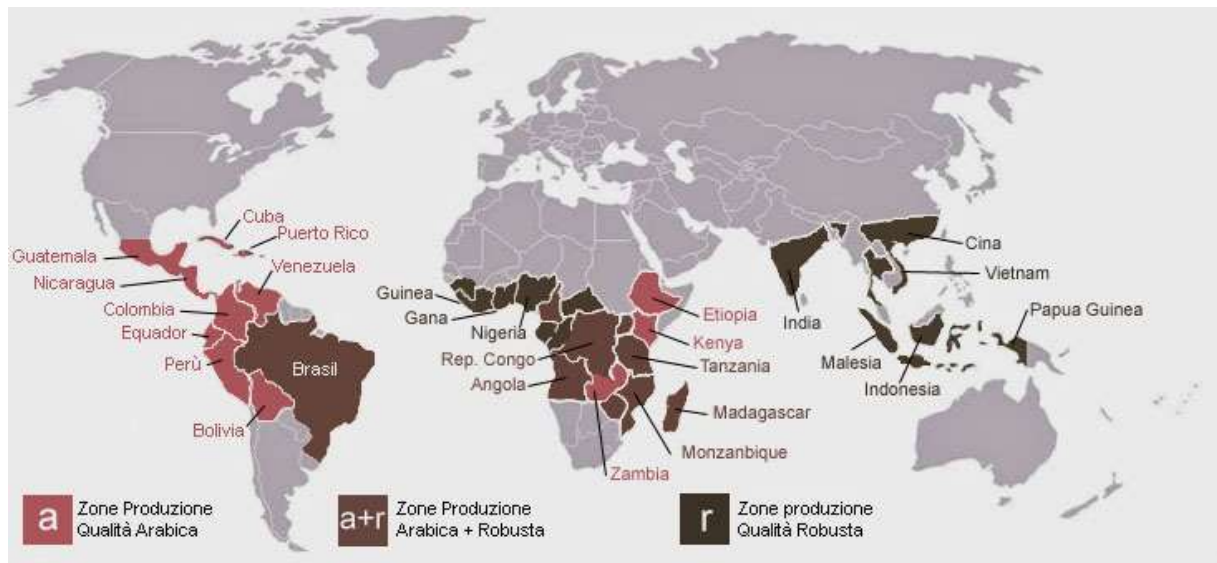 Cuba
Puerto Rico
Guatemala
Venezuela
Nicaragua
Colombia
Equador
Perù
Brasil
Bolivia
Guinea
Gana
Nigeria
Rep. Congo
Angola
Etiopia
Kenya
Tanzania
Madagascar
Monzanbique
Zambia
Cina
Vietnam
India
Papua Guinea
Malesia
Indonesia
a
Zone Produzione
Qualità Arabica
a+r
Zone Produzione
Arabica + Robusta
r
Zone produzione
Qualità Robusta